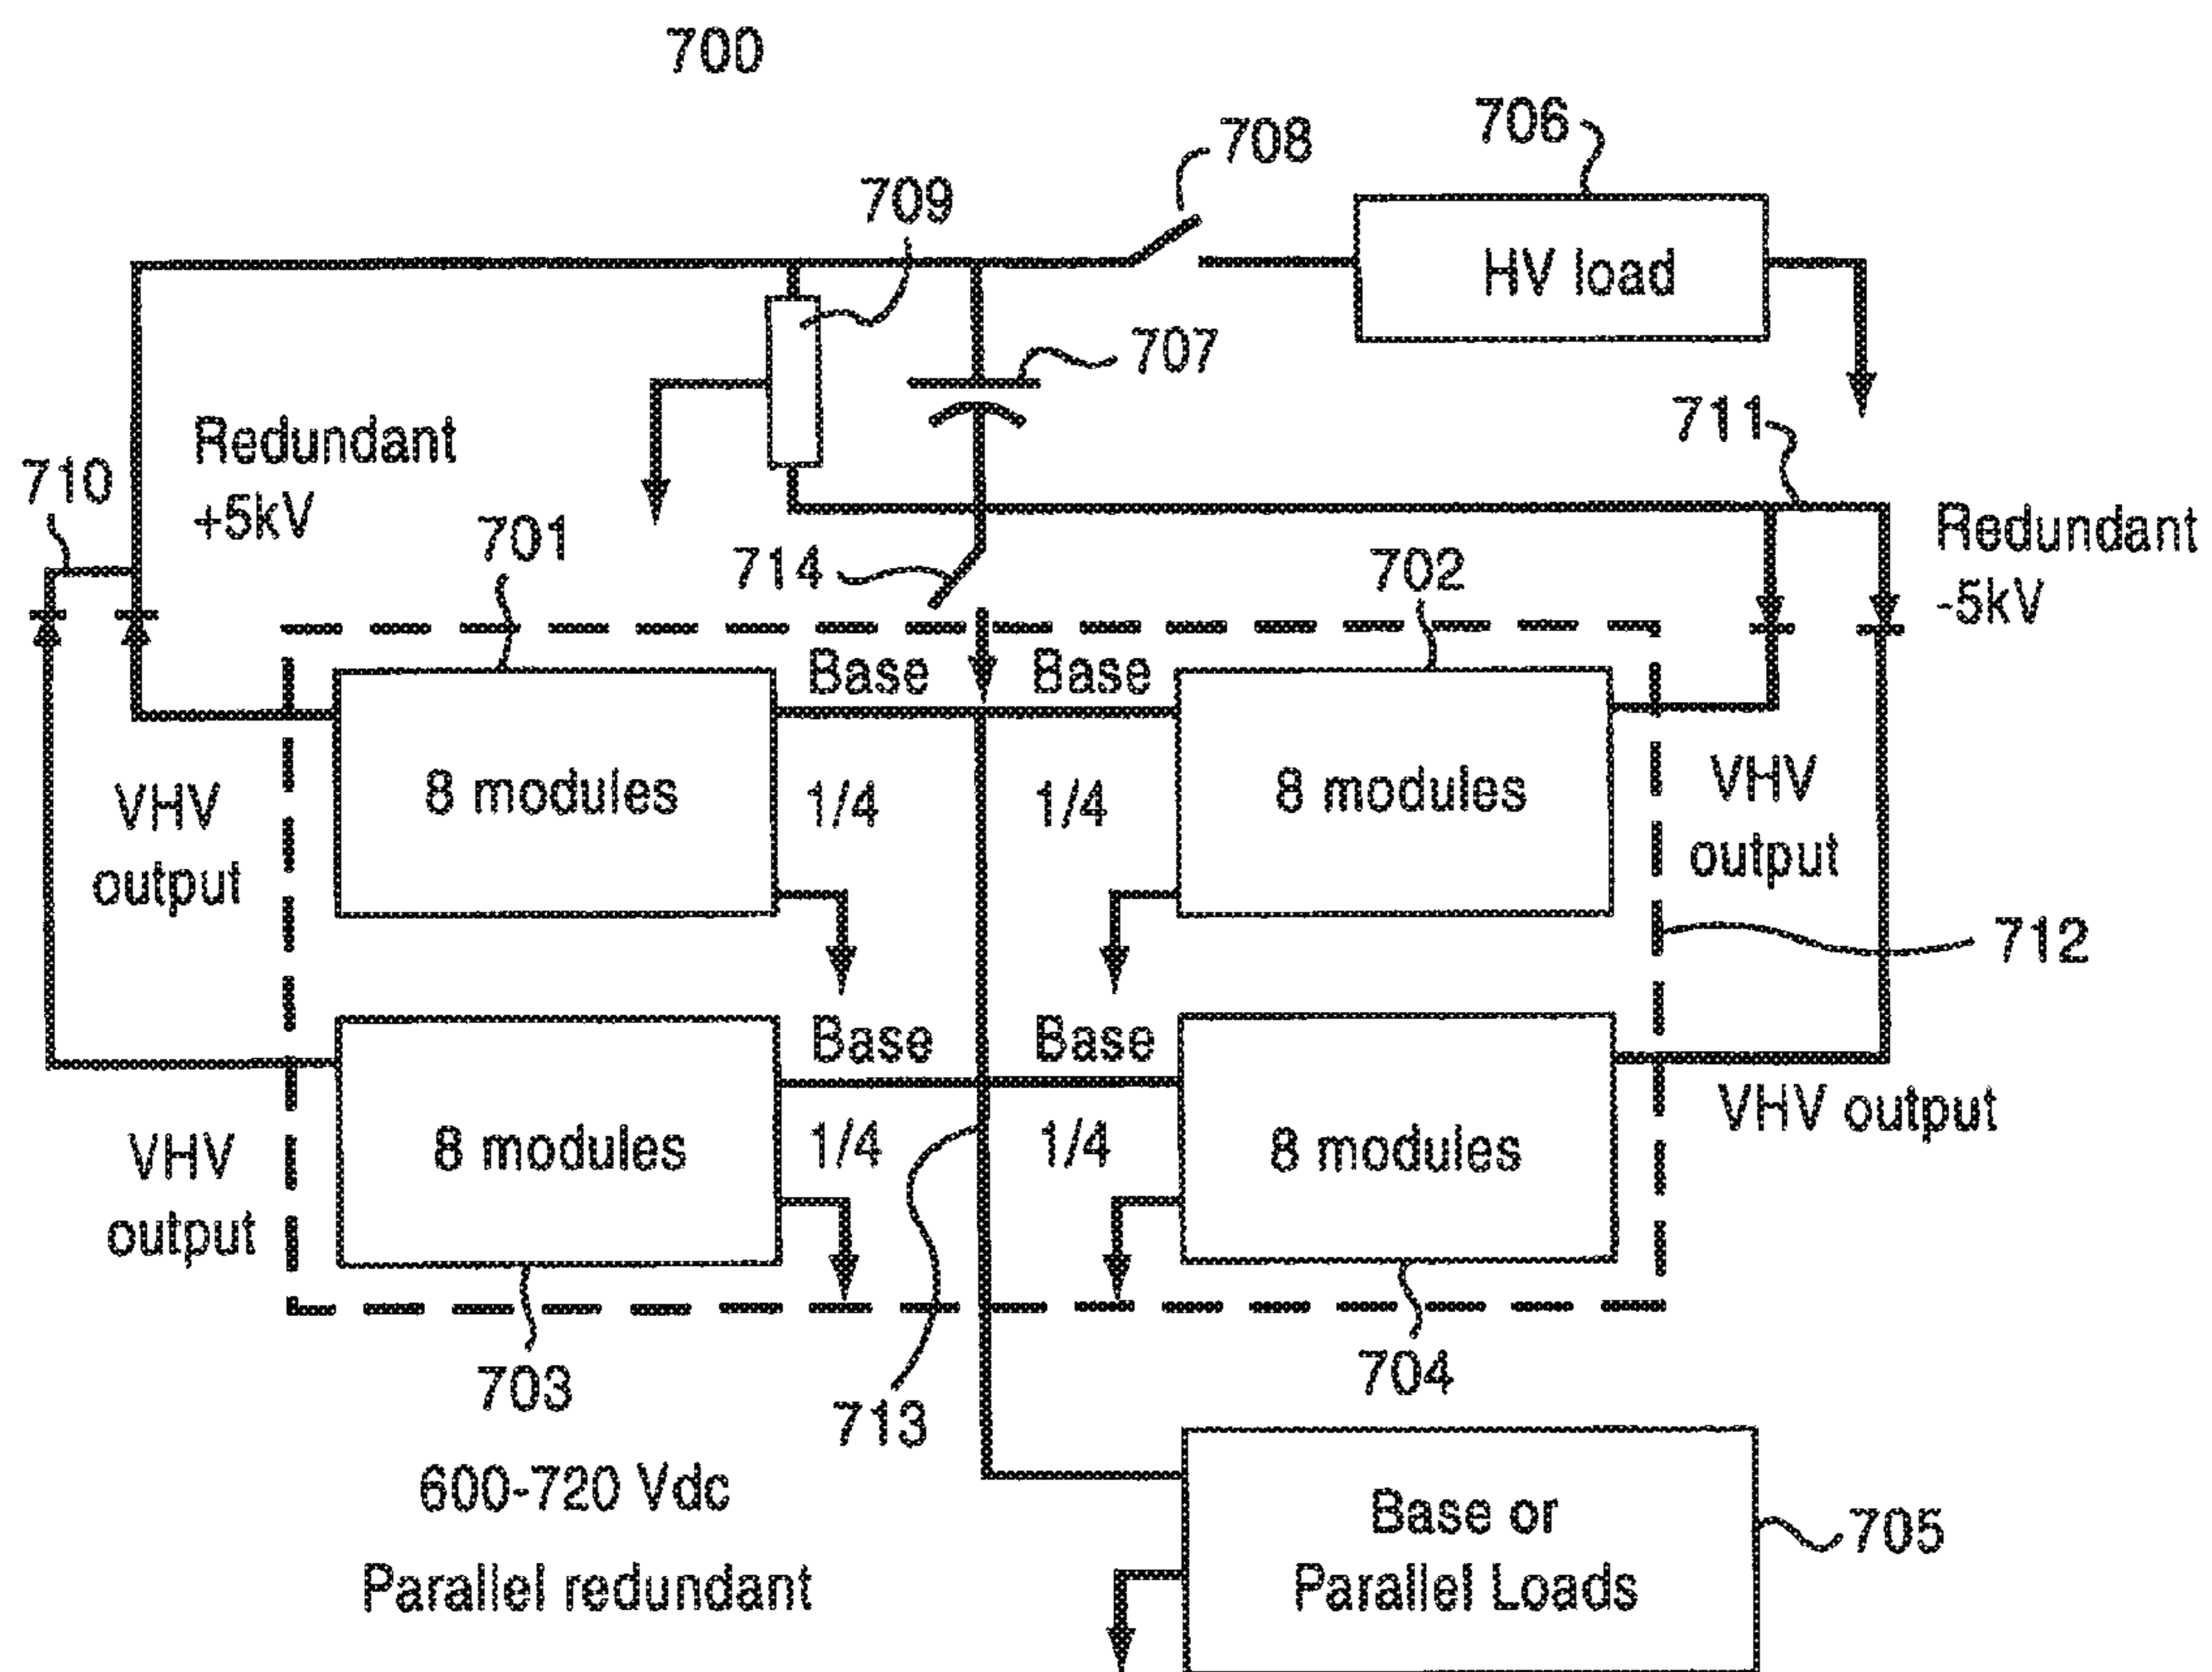 700
708
706
709
HV load
707
711
Redundant
+5kV
710
Redundant
-5kV
701
714
702
Base
Base
8 modules
1/4
1/4
8 modules
VHV
output
VHV
output
712
Base
Base
8 modules
1/4
1/4
8 modules
VHV output
VHV
output
703
713
704
600-720 Vdc
Parallel redundant
Base or
Parallel Loads
705